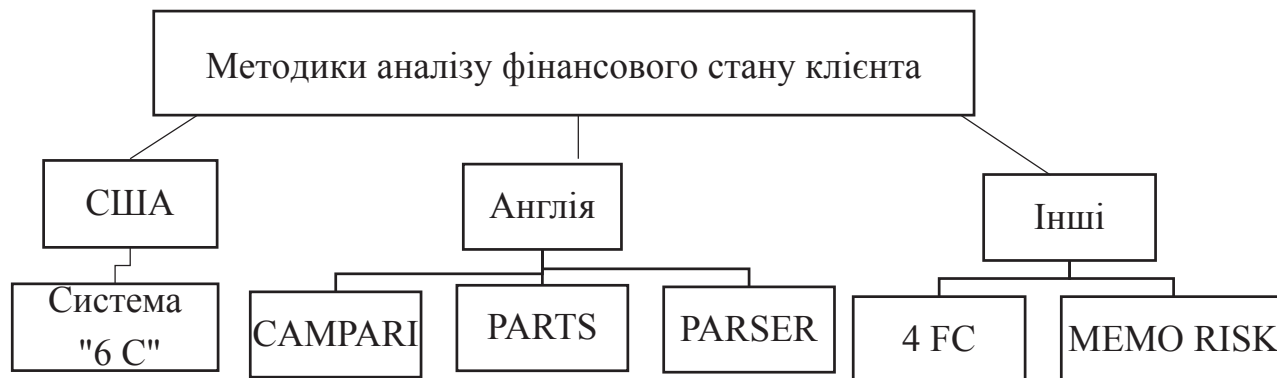 Методики аналізу фінансового стану клієнта
США
Англія
Інші
Система
"6 С"
CAMPARI
PARTS
PARSER
4 FC
MEMO RISK